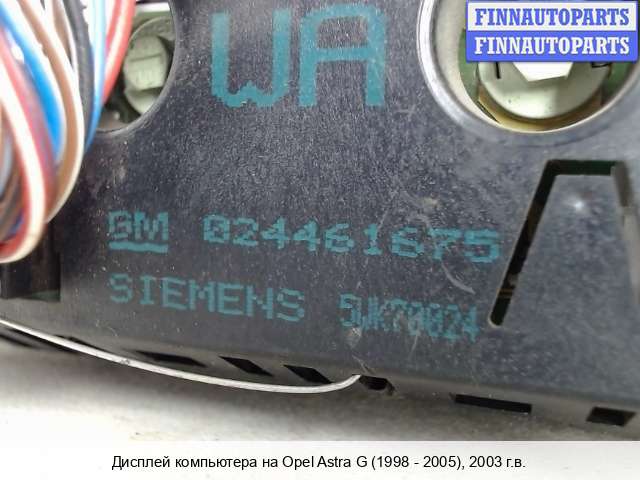 FINNAUTOPARTS
FINNAUTOPARTS
WA
GM 024461675
SIEMENS 5WK70024
Дисплей компьютера на Opel Astra G (1998 - 2005), 2003 г.в.